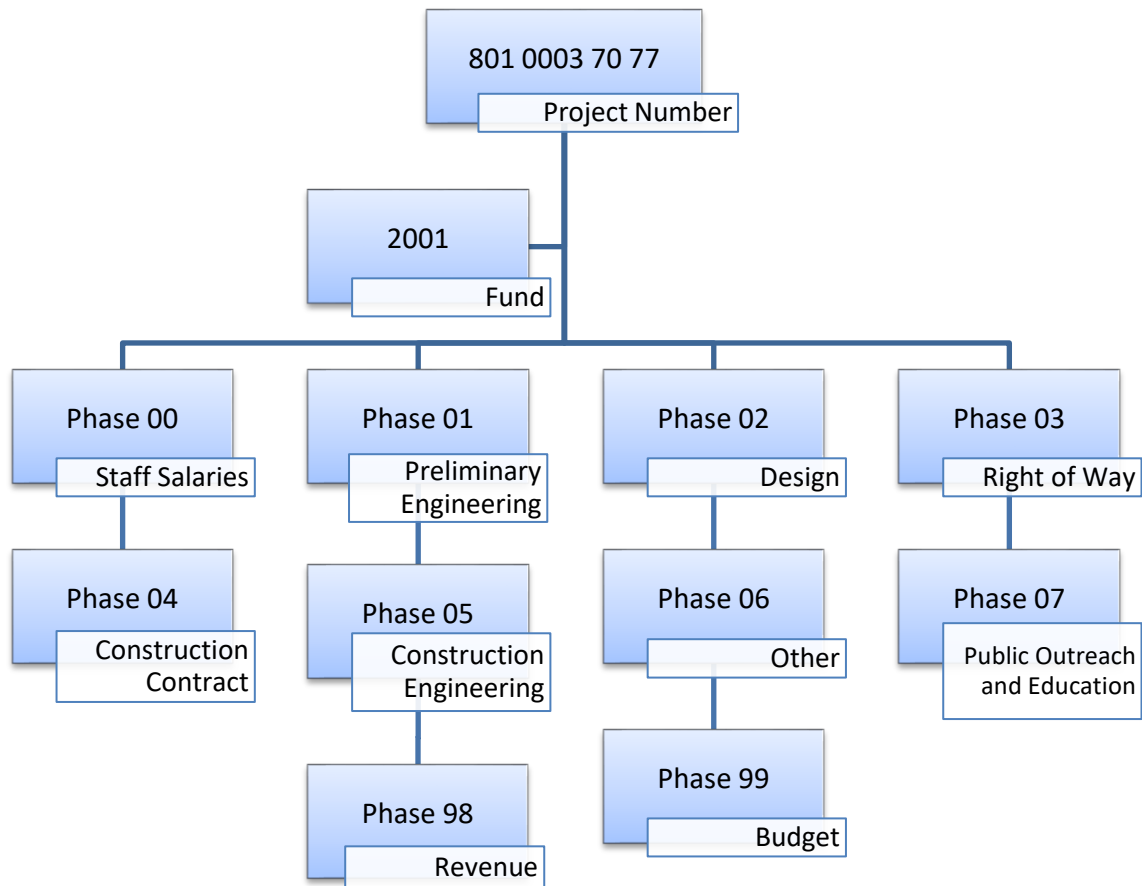 801 0003 70 77
Project Number
2001
Fund
Phase 00
Staff Salaries
Phase 01
Preliminary
Engineering
Phase 02
Design
Phase 03
Right of Way
Phase 04
Construction
Contract
Phase 05
Construction
Engineering
Phase 06
Other
Phase 07
Public Outreach
and Education
Phase 98
Revenue
Phase 99
Budget